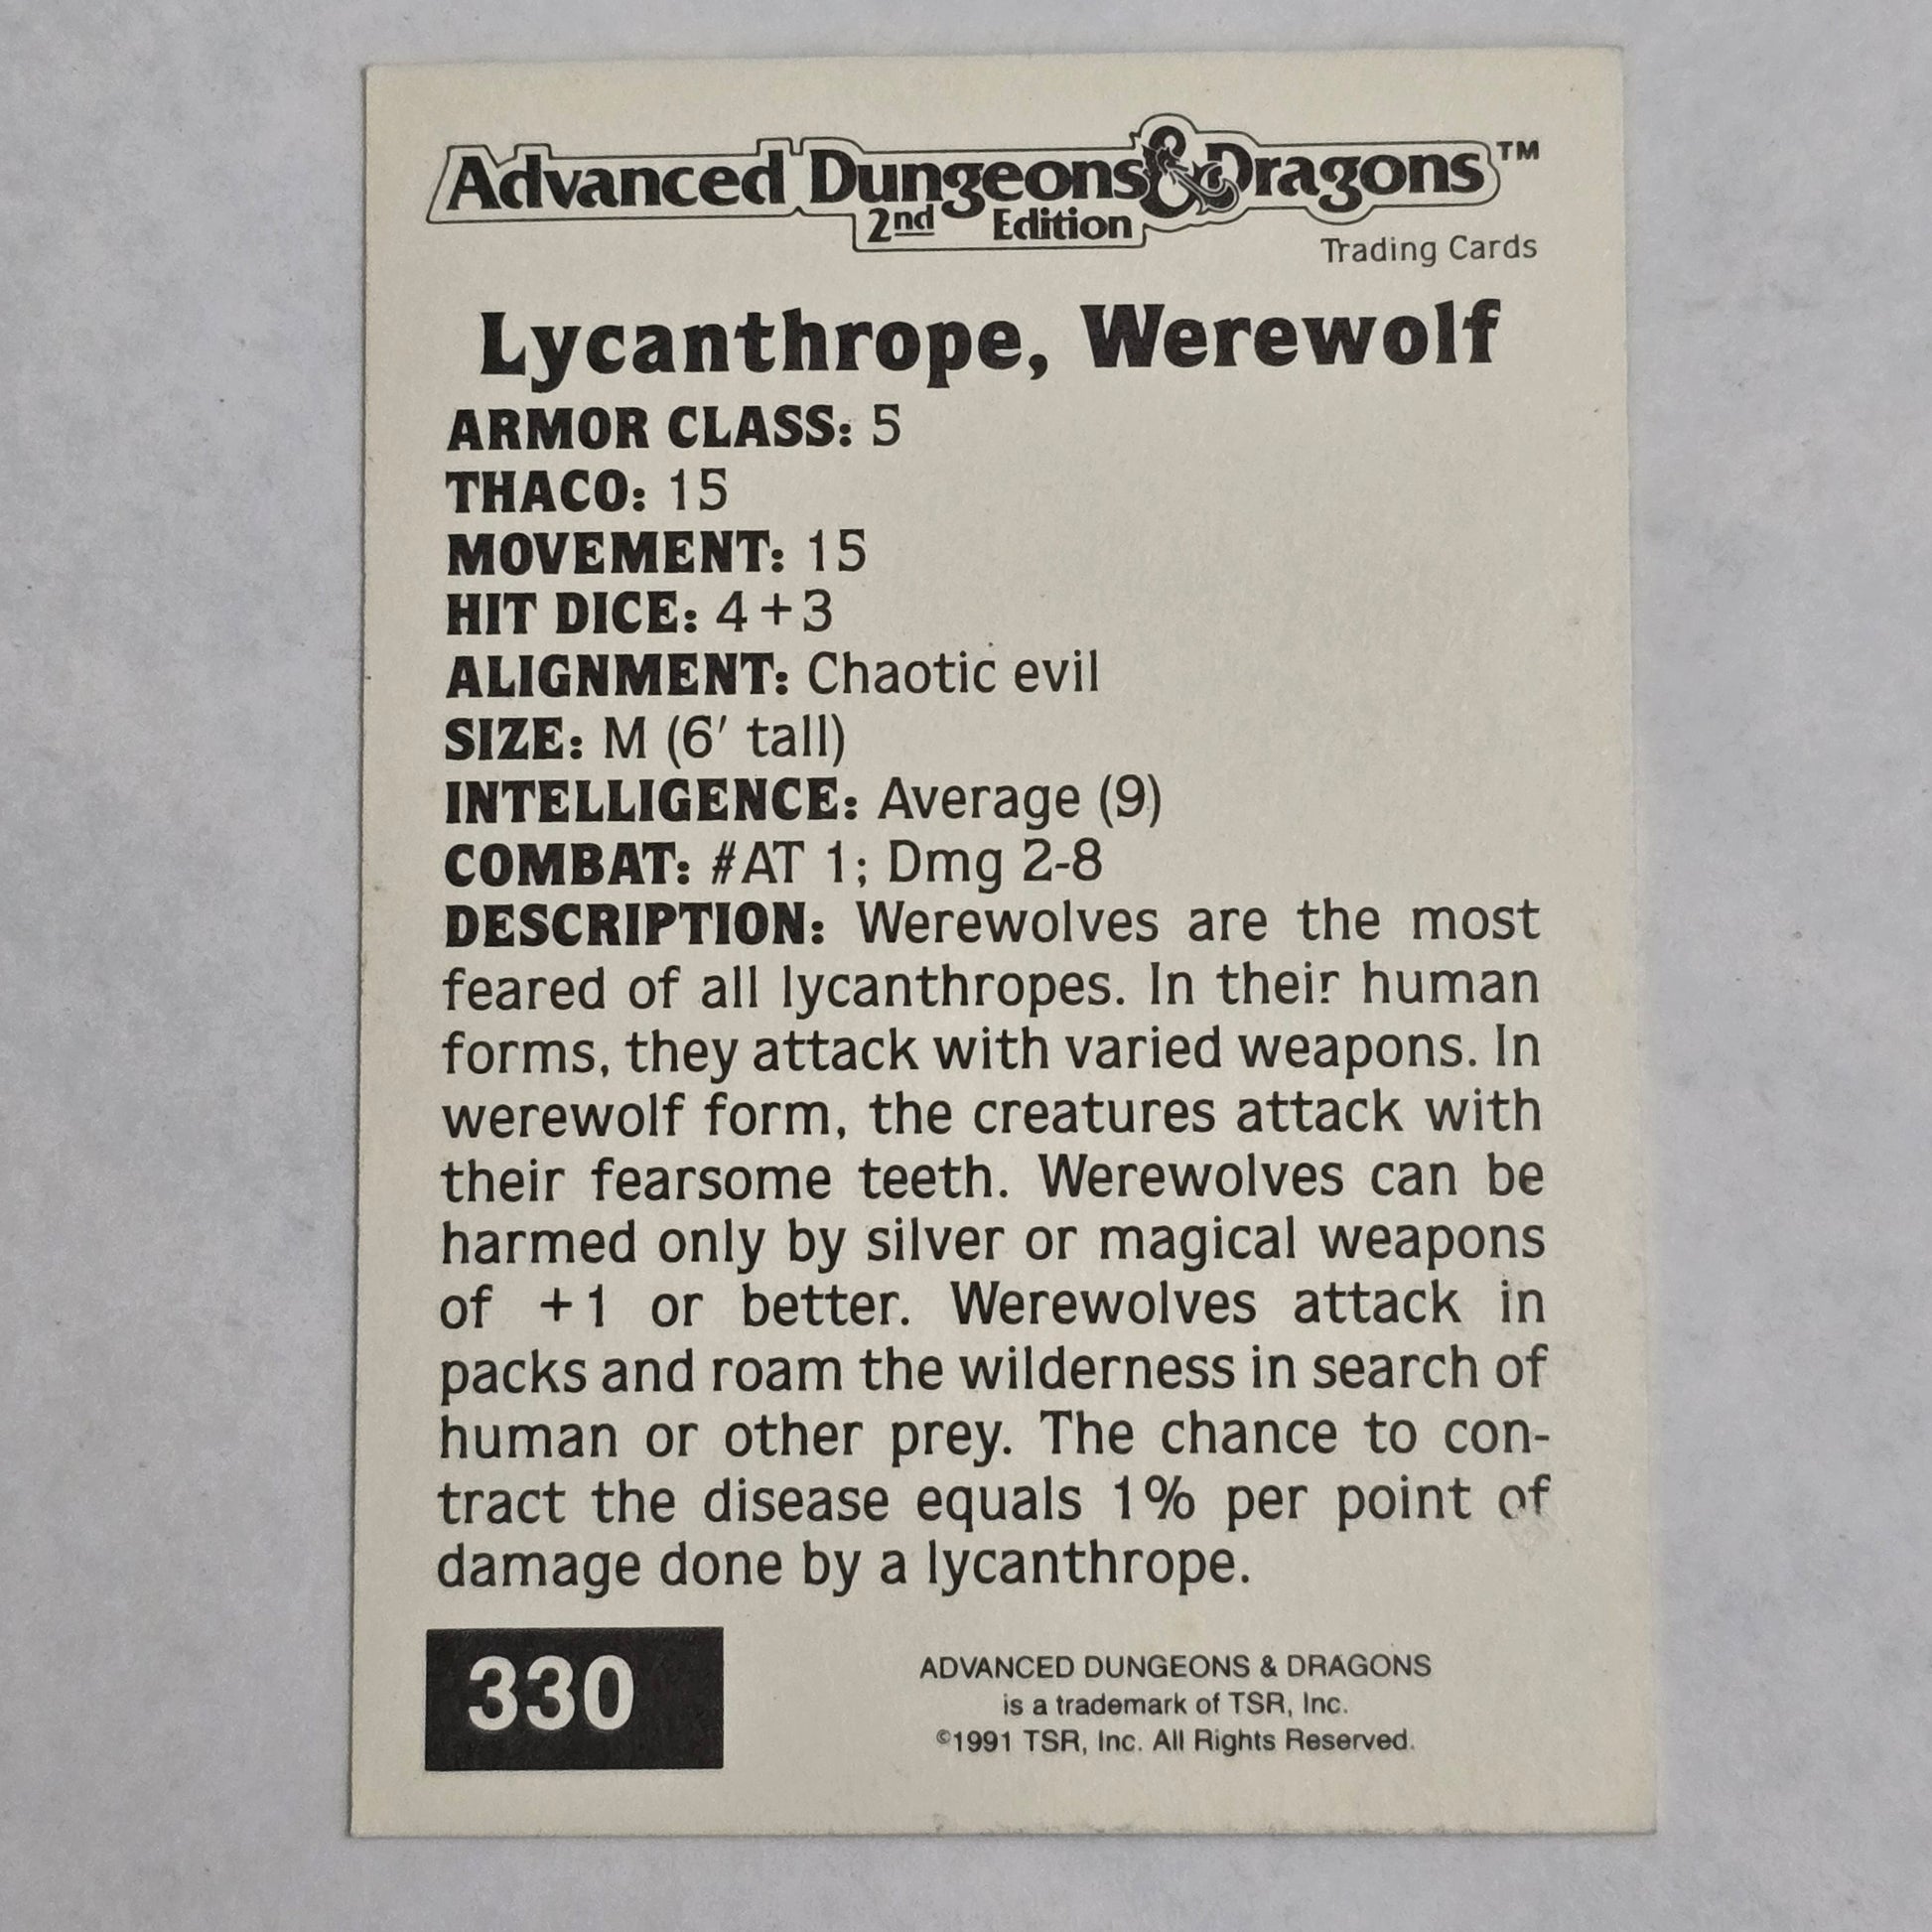 Advanced Dungeons & Dragons™
2nd Edition
Trading Cards
Lycanthrope, Werewolf
ARMOR CLASS: 5
THACO: 15
MOVEMENT: 15
HIT DICE: 4+3
ALIGNMENT: Chaotic evil
SIZE: M (6′ tall)
INTELLIGENCE: Average (9)
COMBAT: #AT 1; Dmg 2-8
DESCRIPTION: Werewolves are the most
feared of all lycanthropes. In their human
forms, they attack with varied weapons. In
werewolf form, the creatures attack with
their fearsome teeth. Werewolves can be
harmed only by silver or magical weapons
of +1 or better. Werewolves attack in
packs and roam the wilderness in search of
human or other prey. The chance to con-
tract the disease equals 1% per point of
damage done by a lycanthrope.
330
ADVANCED DUNGEONS & DRAGONS
is a trademark of TSR, Inc.
©1991 TSR, Inc. All Rights Reserved.